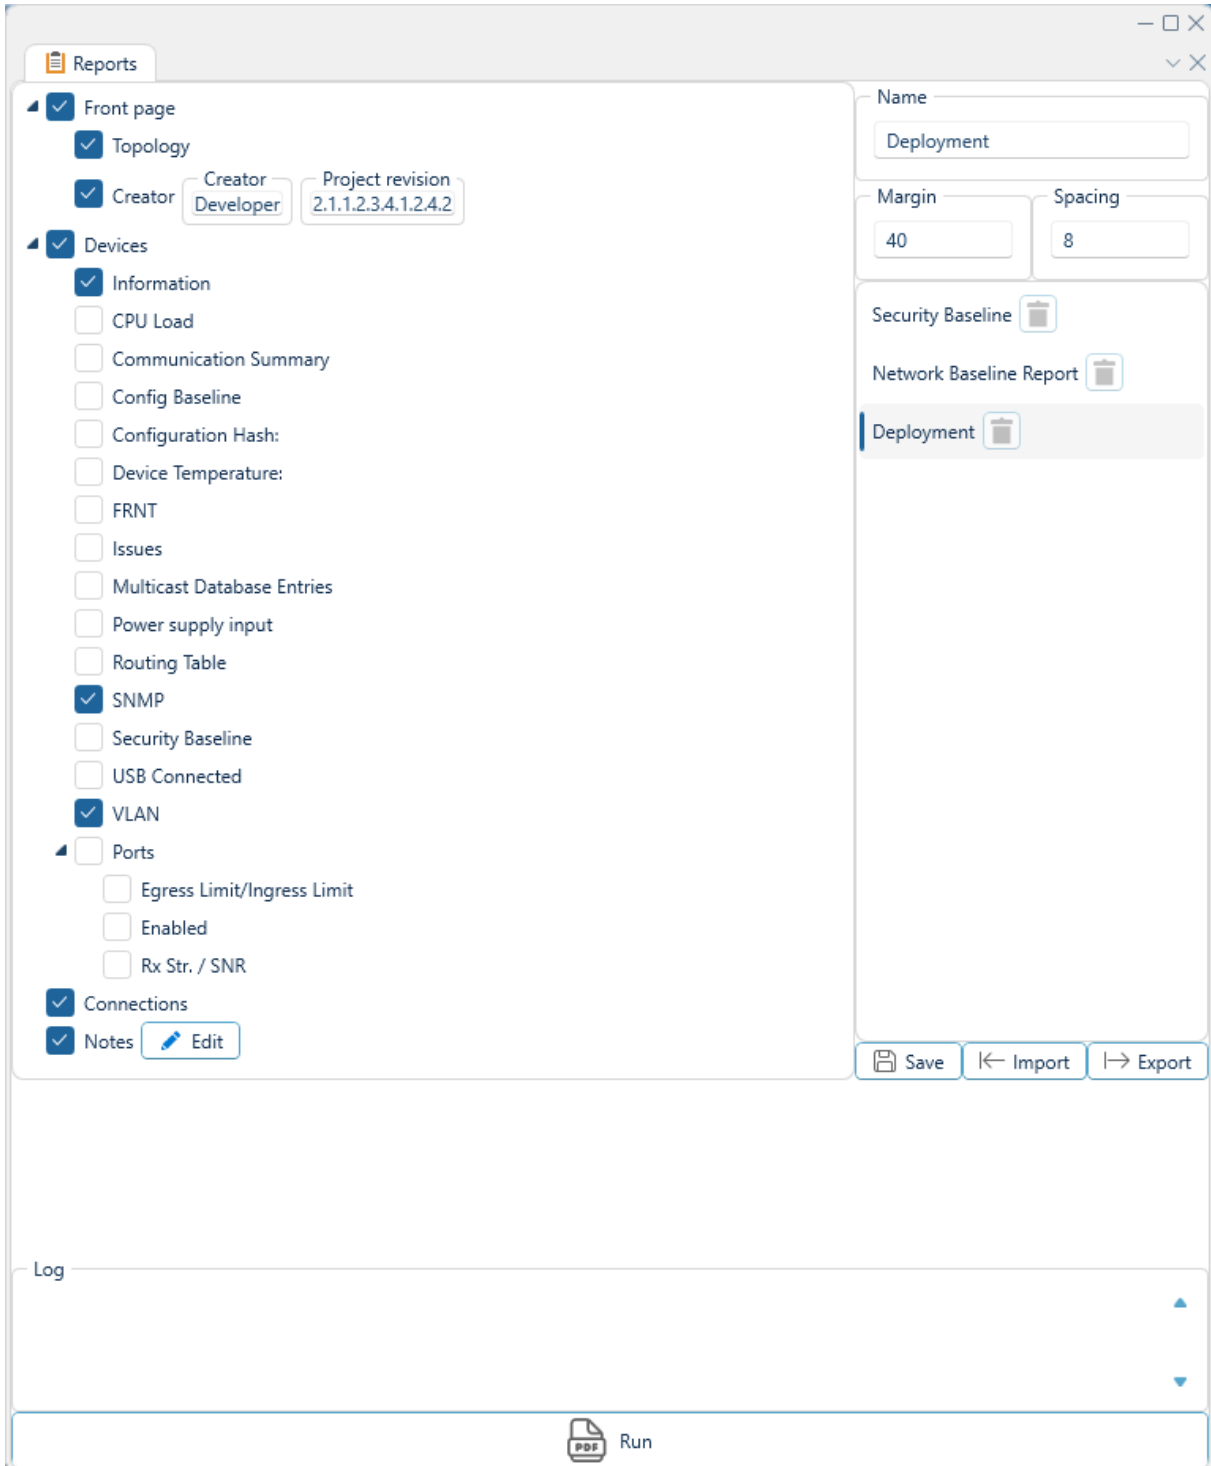 Reports
Front page
Topology
Creator
Creator
Developer
Project revision
2.1.1.2.3.4.1.2.4.2
Devices
Information
CPU Load
Communication Summary
Config Baseline
Configuration Hash:
Device Temperature:
FRNT
Issues
Multicast Database Entries
Power supply input
Routing Table
SNMP
Security Baseline
USB Connected
VLAN
Ports
Egress Limit/Ingress Limit
Enabled
Rx Str. / SNR
Connections
Notes Edit
Name
Deployment
Margin
40
Spacing
8
Security Baseline
Network Baseline Report
Deployment
Save Import Export
Log
PDF Run